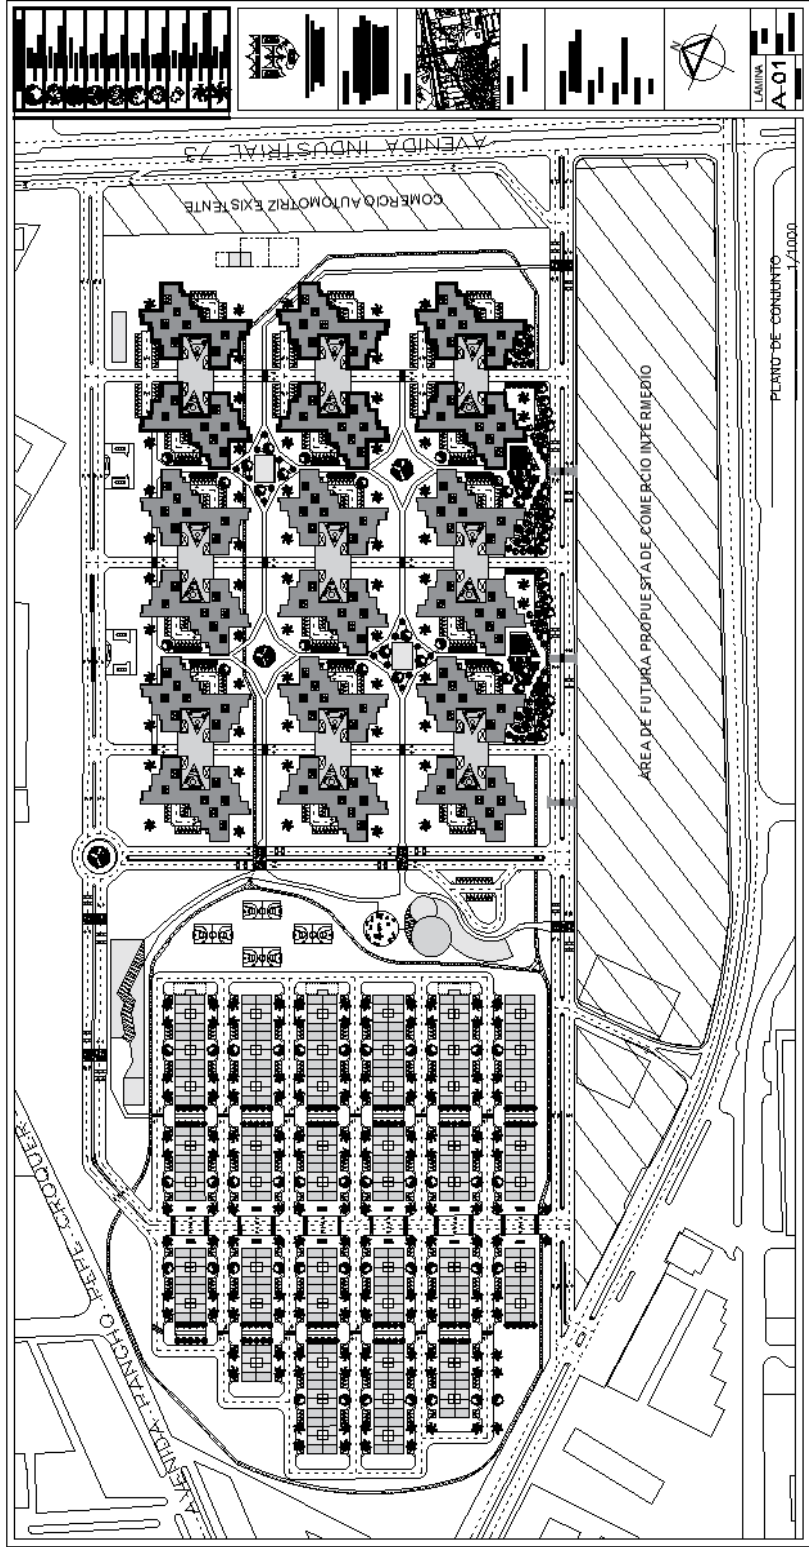 N
LÁMINA
A-01
AVENIDA INDUSTRIAL 73
COMERCIO AUTOMOTRIZ EXISTENTE
PLANO DE CONJUNTO
1/1000
ÁREA DE FUTURA PROPUESTA DE COMERCIO INTERMEDIO
AVENIDA PANCHO PEPE CROQUER